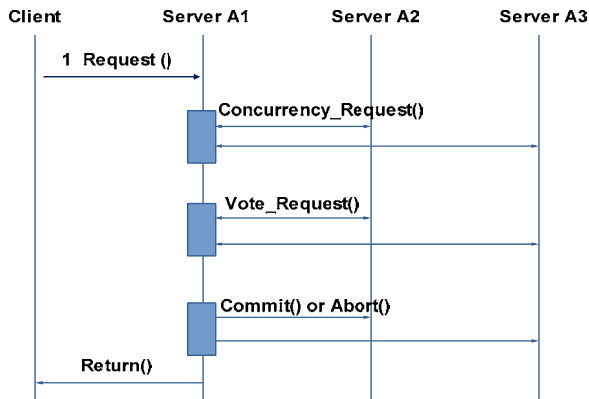 Client Server A1 Server A2 Server A3
1 Request ()
Concurrency_Request()
Vote_Request()
Commit() or Abort()
Return()